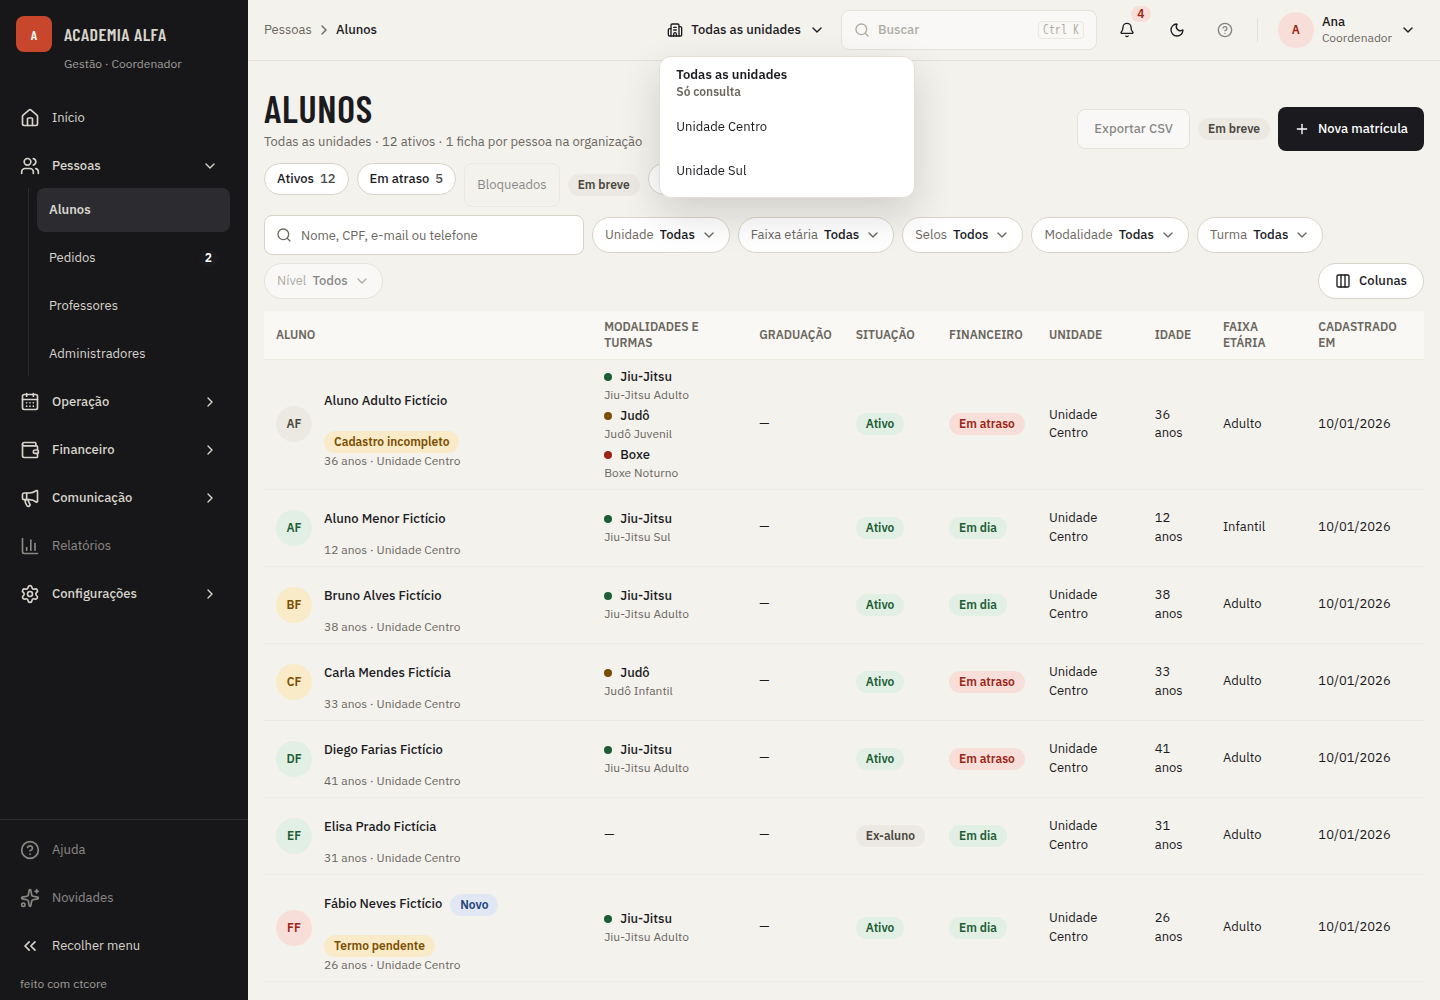 A
ACADEMIA ALFA
Gestão · Coordenador
Início
Pessoas
Alunos
Pedidos 2
Professores
Administradores
Operação
Financeiro
Comunicação
Relatórios
Configurações
Ajuda
Novidades
Recolher menu
feito com ctcore
Pessoas > Alunos
Todas as unidades
Buscar Ctrl K
4
A
Ana
Coordenador
Todas as unidades
Só consulta
Unidade Centro
Unidade Sul
ALUNOS
Todas unidades · 12 ativos · 1 ficha por pessoa na organização
Exportar CSV Em breve + Nova matrícula
Ativos 12 Em atraso 5 Bloqueados Em breve
Nome, CPF, e-mail ou telefone Unidade Todas Faixa etária Todas Selos Todos Modalidade Todas Turma Todas
Nível Todos Colunas
ALUNO MODALIDADES E TURMAS GRADUAÇÃO SITUAÇÃO FINANCEIRO UNIDADE IDADE FAIXA ETÁRIA CADASTRADO EM
AF
Aluno Adulto Fictício
Cadastro incompleto
36 anos · Unidade Centro
Jiu-Jitsu
Jiu-Jitsu Adulto
Judô
Judô Juvenil
Boxe
Boxe Noturno
— Ativo Em atraso Unidade Centro 36 anos Adulto 10/01/2026
AF
Aluno Menor Fictício
12 anos · Unidade Centro
Jiu-Jitsu
Jiu-Jitsu Sul
— Ativo Em dia Unidade Centro 12 anos Infantil 10/01/2026
BF
Bruno Alves Fictício
38 anos · Unidade Centro
Jiu-Jitsu
Jiu-Jitsu Adulto
— Ativo Em dia Unidade Centro 38 anos Adulto 10/01/2026
CF
Carla Mendes Fictícia
33 anos · Unidade Centro
Judô
Judô Infantil
— Ativo Em atraso Unidade Centro 33 anos Adulto 10/01/2026
DF
Diego Farias Fictício
41 anos · Unidade Centro
Jiu-Jitsu
Jiu-Jitsu Adulto
— Ativo Em atraso Unidade Centro 41 anos Adulto 10/01/2026
EF
Elisa Prado Fictícia
31 anos · Unidade Centro
—
— Ex-aluno Em dia Unidade Centro 31 anos Adulto 10/01/2026
FF
Fábio Neves Fictício Novo
Termo pendente
26 anos · Unidade Centro
Jiu-Jitsu
Jiu-Jitsu Adulto
— Ativo Em dia Unidade Centro 26 anos Adulto 10/01/2026